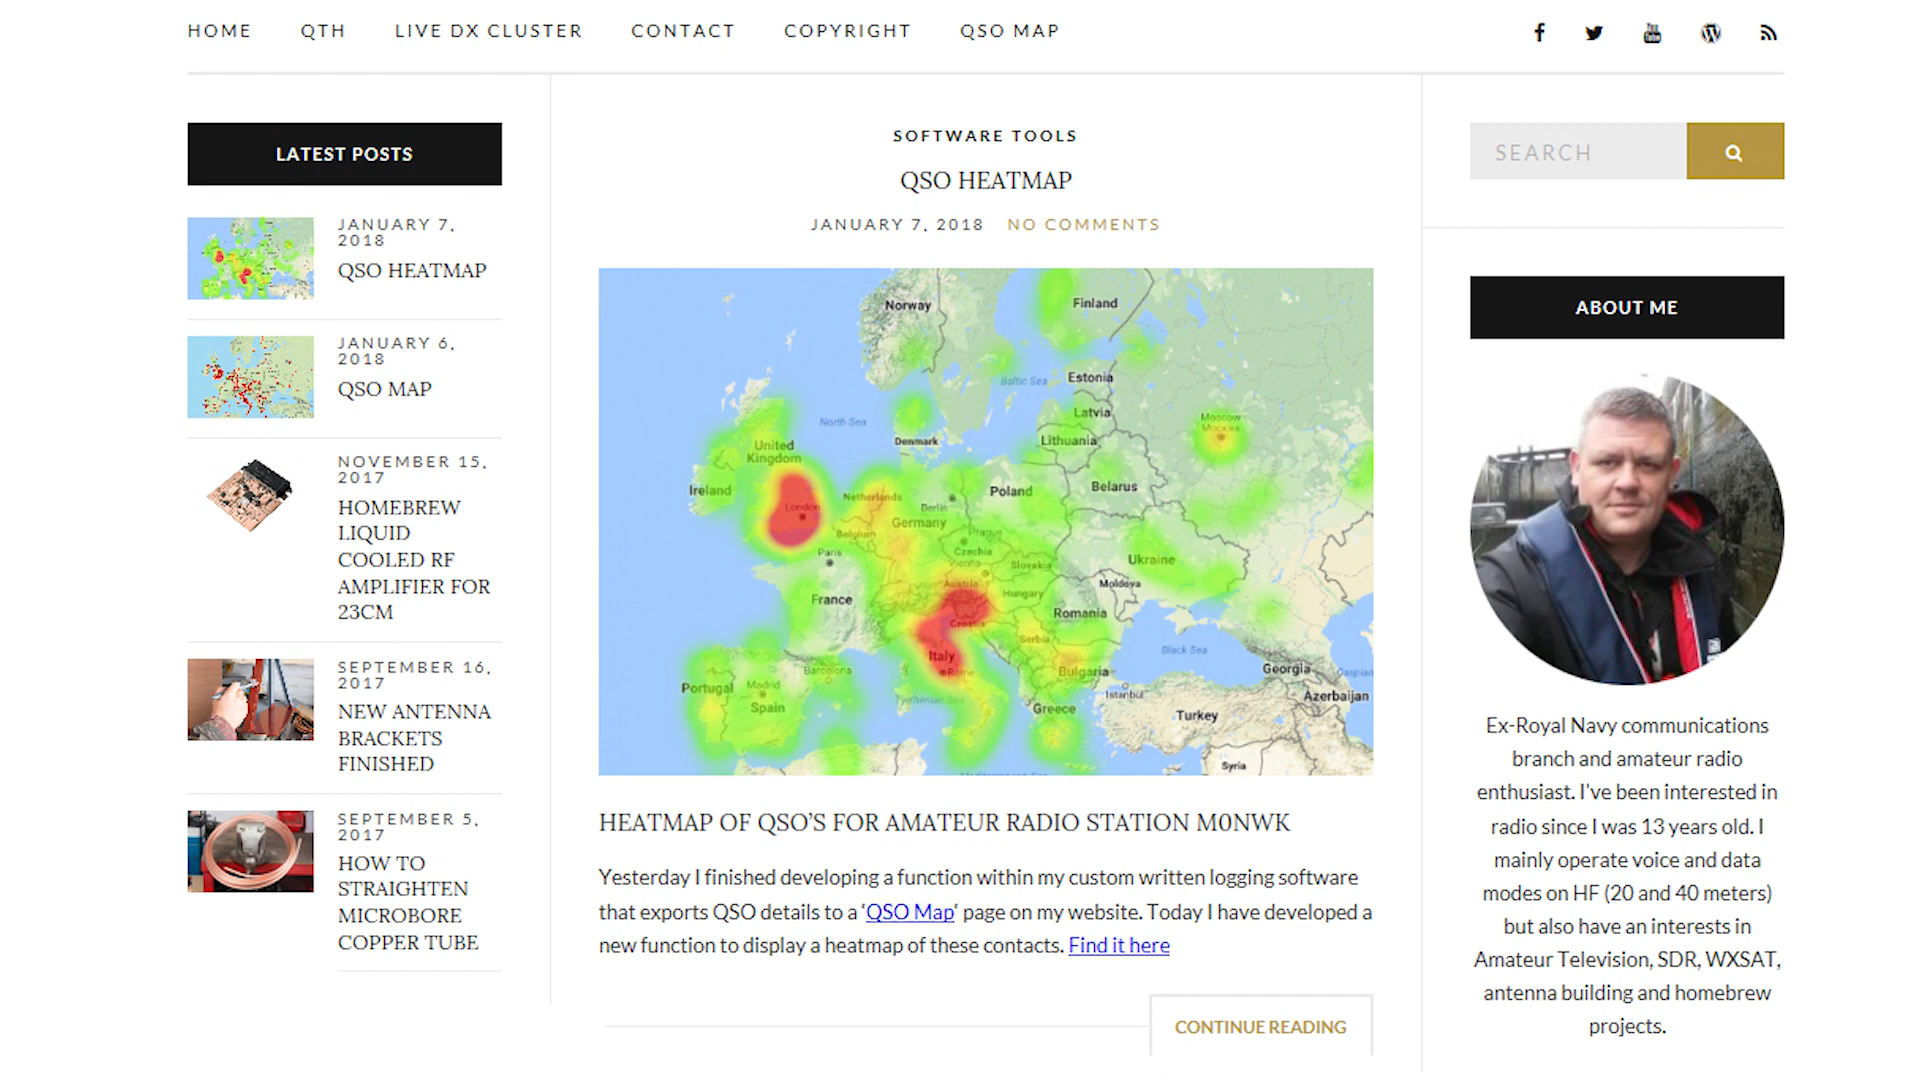 HOME QTH LIVE DX CLUSTER CONTACT COPYRIGHT QSO MAP
LATEST POSTS
JANUARY 7,
2018
QSO HEATMAP
JANUARY 6,
2018
QSO MAP
NOVEMBER 15,
2017
HOMEBREW
LIQUID
COOLED RF
AMPLIFIER FOR
23CM
SEPTEMBER 16,
2017
NEW ANTENNA
BRACKETS
FINISHED
SEPTEMBER 5,
2017
HOW TO
STRAIGHTEN
MICROBORE
COPPER TUBE
SOFTWARE TOOLS
QSO HEATMAP
JANUARY 7, 2018 NO COMMENTS
Norway
Finland
Baltic Sea
Estonia
North Sea
Latvia
Moscow
Москва
Denmark
Lithuania
United
Kingdom
Ireland
Netherlands
Poland
Belarus
London
Berlin
Germany
Belgium
Prague
Paris
Czechia
Vienna
Slovakia
Ukraine
Austria
Moldova
France
Hungary
Romania
Croatia
Serbia
Italy
Black Sea
Barcelona
Rome
Bulgaria
Georgia
Caspian
Portugal
Madrid
Istanbul
Azerbaijan
Spain
Tyrrhenian Sea
Greece
Turkey
Syria
Mediterranean Sea
HEATMAP OF QSO'S FOR AMATEUR RADIO STATION M0NWK
Yesterday I finished developing a function within my custom written logging software
that exports QSO details to a ‘QSO Map‘ page on my website. Today I have developed a
new function to display a heatmap of these contacts. Find it here
CONTINUE READING
SEARCH
ABOUT ME
Ex-Royal Navy communications
branch and amateur radio
enthusiast. I've been interested in
radio since I was 13 years old. I
mainly operate voice and data
modes on HF (20 and 40 meters)
but also have an interests in
Amateur Television, SDR, WXSAT,
antenna building and homebrew
projects.